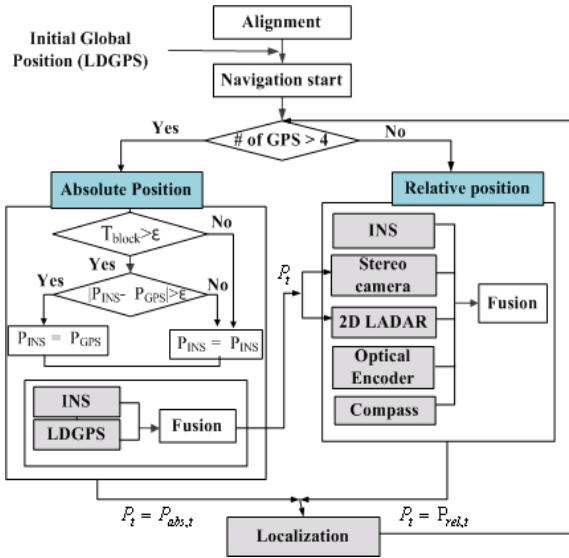 Alignment
Initial Global
Position (LDGPS)
Navigation start
Yes
# of GPS > 4
No
Absolute Position
Relative position
T_block>ε
No
Yes
Yes
|P_INS- P_GPS|>ε
No
P_INS = P_GPS
P_INS = P_INS
INS
LDGPS
Fusion
P_t
INS
Stereo
camera
2D LADAR
Optical
Encoder
Compass
Fusion
P_t = P_abs,t
P_t = P_rel,t
Localization